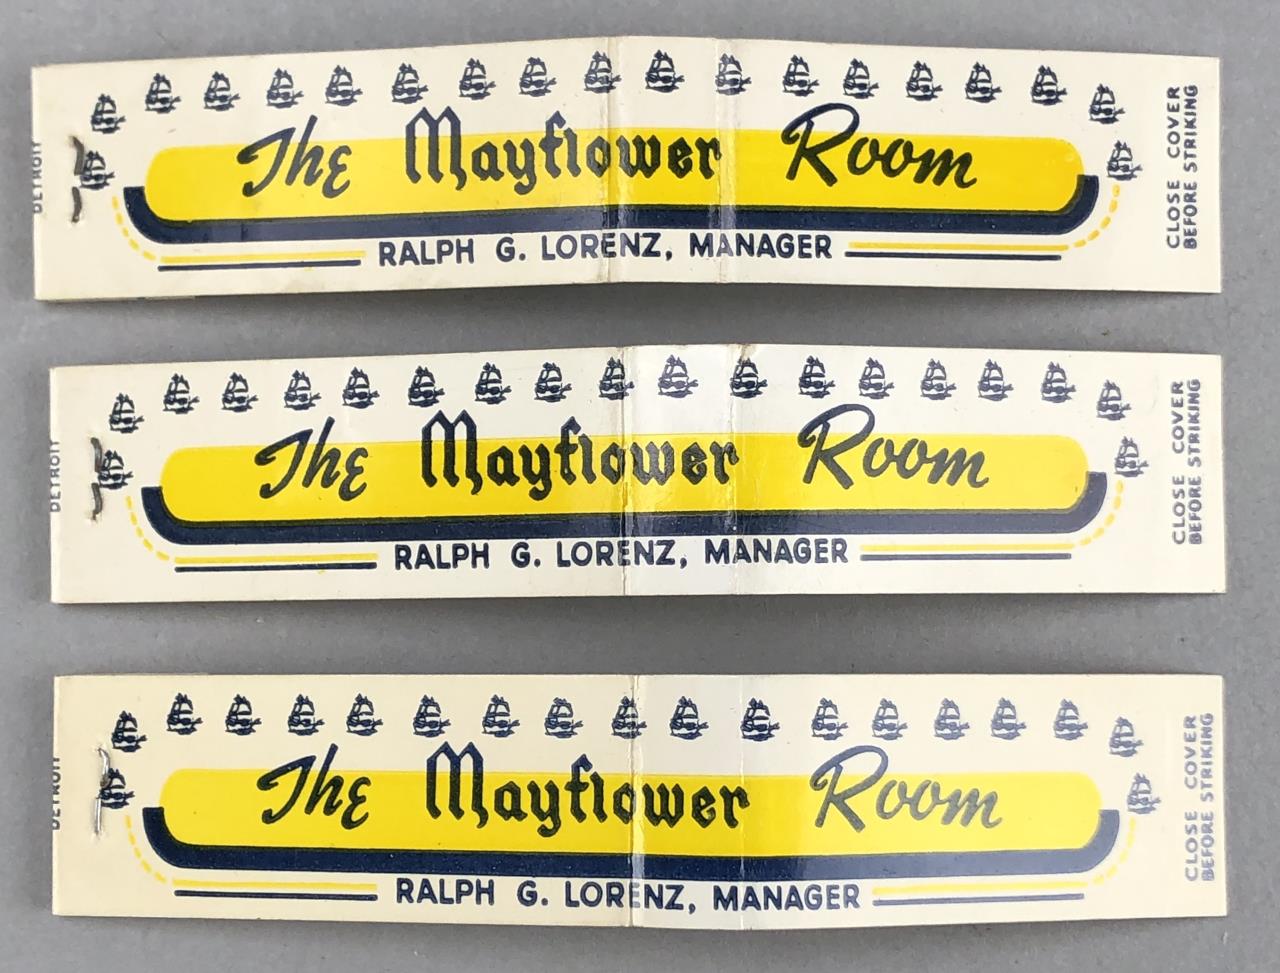 DETROIT
The Mayflower Room
RALPH G. LORENZ, MANAGER
CLOSE COVER
BEFORE STRIKING
DETROIT
The Mayflower Room
RALPH G. LORENZ, MANAGER
CLOSE COVER
BEFORE STRIKING
DETROIT
The Mayflower Room
RALPH G. LORENZ, MANAGER
CLOSE COVER
BEFORE STRIKING